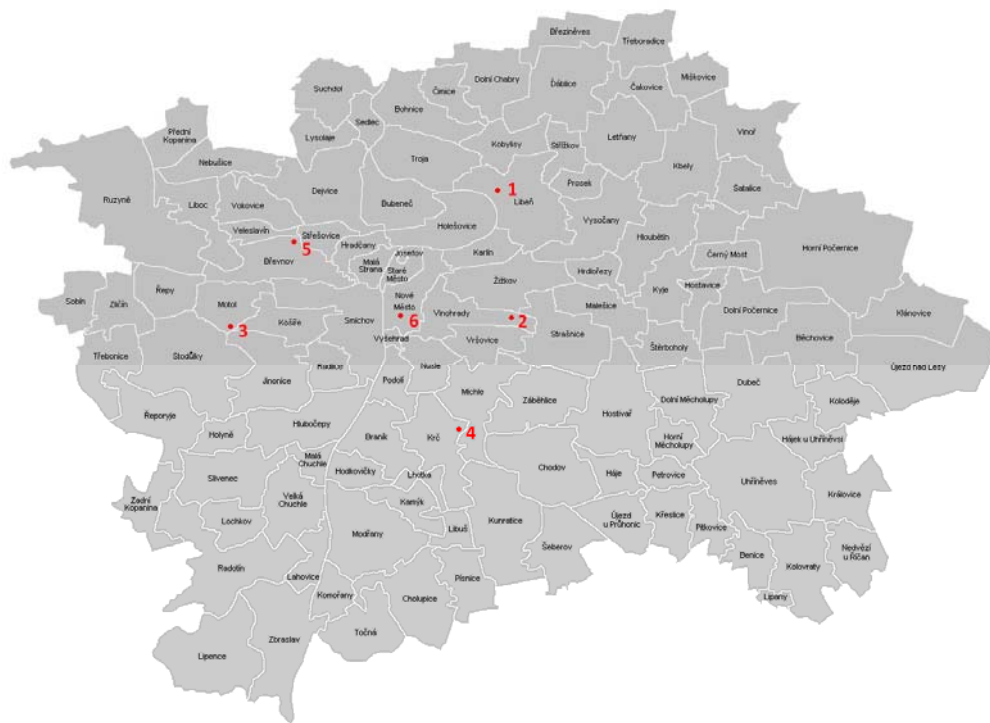 Březiněves
Třeboradice
Dolní Chabry
Ďáblice
Čakovice
Miškovice
Suchdol
Čimice
Bohnice
Sedlec
Přední
Kopanina
Lysolaje
Kobylisy
Střížkov
Letňany
Vinoř
Nebušice
Troja
Kbely
Dejvice
Prosek
Satalice
Ruzyně
Liboc
Vokovice
Bubeneč
1
Libeň
Vysočany
Veleslavín
Střešovice
Holešovice
Hloubětín
5
Hradčany
Josefov
Karlín
Černý Most
Horní Počernice
Břevnov
Malá
Strana
Staré
Město
Hrdlořezy
Žižkov
Kyje
Hostavice
Sobín
Zličín
Řepy
Motol
Nové
Město
Malešice
Dolní Počernice
Klánovice
Košíře
Smíchov
6
Vinohrady
2
3
Vyšehrad
Vršovice
Strašnice
Štěrboholy
Běchovice
Třebonice
Stodůlky
Radlice
Nusle
Újezd nad Lesy
Jinonice
Podolí
Michle
Dubeč
Řeporyje
Záběhlice
Hostivař
Dolní Měcholupy
Koloděje
Holyně
Hlubočepy
Braník
Krč
4
Horní
Měcholupy
Hájek u Uhříněvsi
Malá
Chuchle
Hodkovičky
Lhotka
Chodov
Háje
Petrovice
Uhříněves
Slivenec
Zadní
Kopanina
Velká
Chuchle
Kamýk
Královice
Lochkov
Libuš
Kunratice
Újezd
u Průhonic
Křeslice
Pitkovice
Modřany
Šeberov
Benice
Nedvězí
u Říčan
Radotín
Lahovice
Písnice
Kolovraty
Komořany
Cholupice
Lipany
Točná
Lipence
Zbraslav